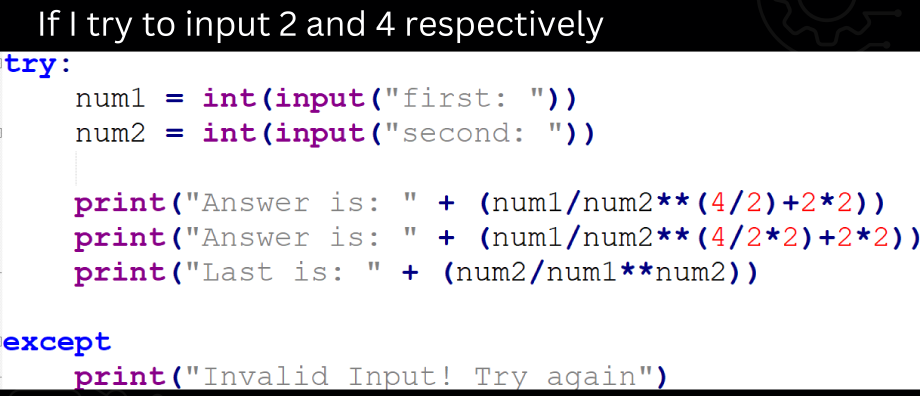 If I try to input 2 and 4 respectively
try:
    num1 = int(input("first: "))
    num2 = int(input("second: "))

    print("Answer is: " + (num1/num2**(4/2)+2*2))
    print("Answer is: " + (num1/num2**(4/2*2)+2*2))
    print("Last is: " + (num2/num1**num2))

except
    print("Invalid Input! Try again")